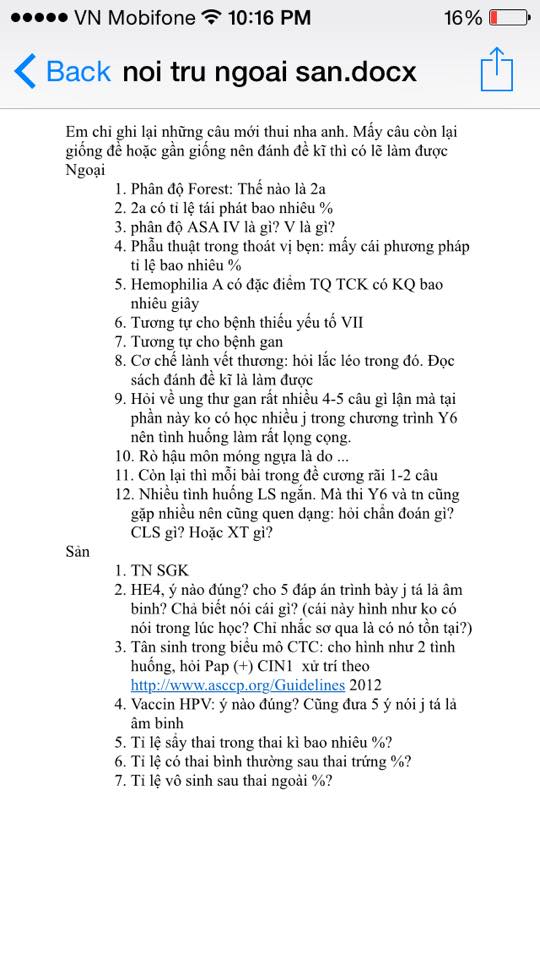 VN Mobifone 10:16 PM 16%
Back noi tru ngoai san.docx
Em chỉ ghi lại những câu mới thui nha anh. Mấy câu còn lại
giống đề hoặc gần giống nên đánh đề kĩ thì có lẽ làm được
Ngoại
1. Phân độ Forest: Thế nào là 2a
2. 2a có tỉ lệ tái phát bao nhiêu %
3. phân độ ASA IV là gì? V là gì?
4. Phẫu thuật trong thoát vị bẹn: mấy cái phương pháp
tỉ lệ bao nhiêu %
5. Hemophilia A có đặc điểm TQ TCK có KQ bao
nhiêu giây
6. Tương tự cho bệnh thiếu yếu tố VII
7. Tương tự cho bệnh gan
8. Cơ chế lành vết thương: hỏi lắc léo trong đó. Đọc
sách đánh đề kĩ là làm được
9. Hỏi về ung thư gan rất nhiều 4-5 câu gì lận mà tại
phần này ko có học nhiều j trong chương trình Y6
nên tình huống làm rất lọng cọng.
10. Rò hậu môn móng ngựa là do ...
11. Còn lại thì mỗi bài trong đề cương rãi 1-2 câu
12. Nhiều tình huống LS ngắn. Mà thi Y6 và tn cũng
gặp nhiều nên cũng quen dạng: hỏi chẩn đoán gì?
CLS gì? Hoặc XT gì?
Sản
1. TN SGK
2. HE4, ý nào đúng? cho 5 đáp án trình bày j tá lả âm
binh? Chả biết nói cái gì? (cái này hình như ko có
nói trong lúc học? Chỉ nhắc sơ qua là có nó tồn tại?)
3. Tân sinh trong biểu mô CTC: cho hình như 2 tình
huống, hỏi Pap (+) CIN1 xử trí theo
http://www.asccp.org/Guidelines 2012
4. Vaccin HPV: ý nào đúng? Cũng đưa 5 ý nói j tá lả
âm binh
5. Tỉ lệ sẩy thai trong thai kì bao nhiêu %?
6. Tỉ lệ có thai bình thường sau thai trứng %?
7. Tỉ lệ vô sinh sau thai ngoài %?